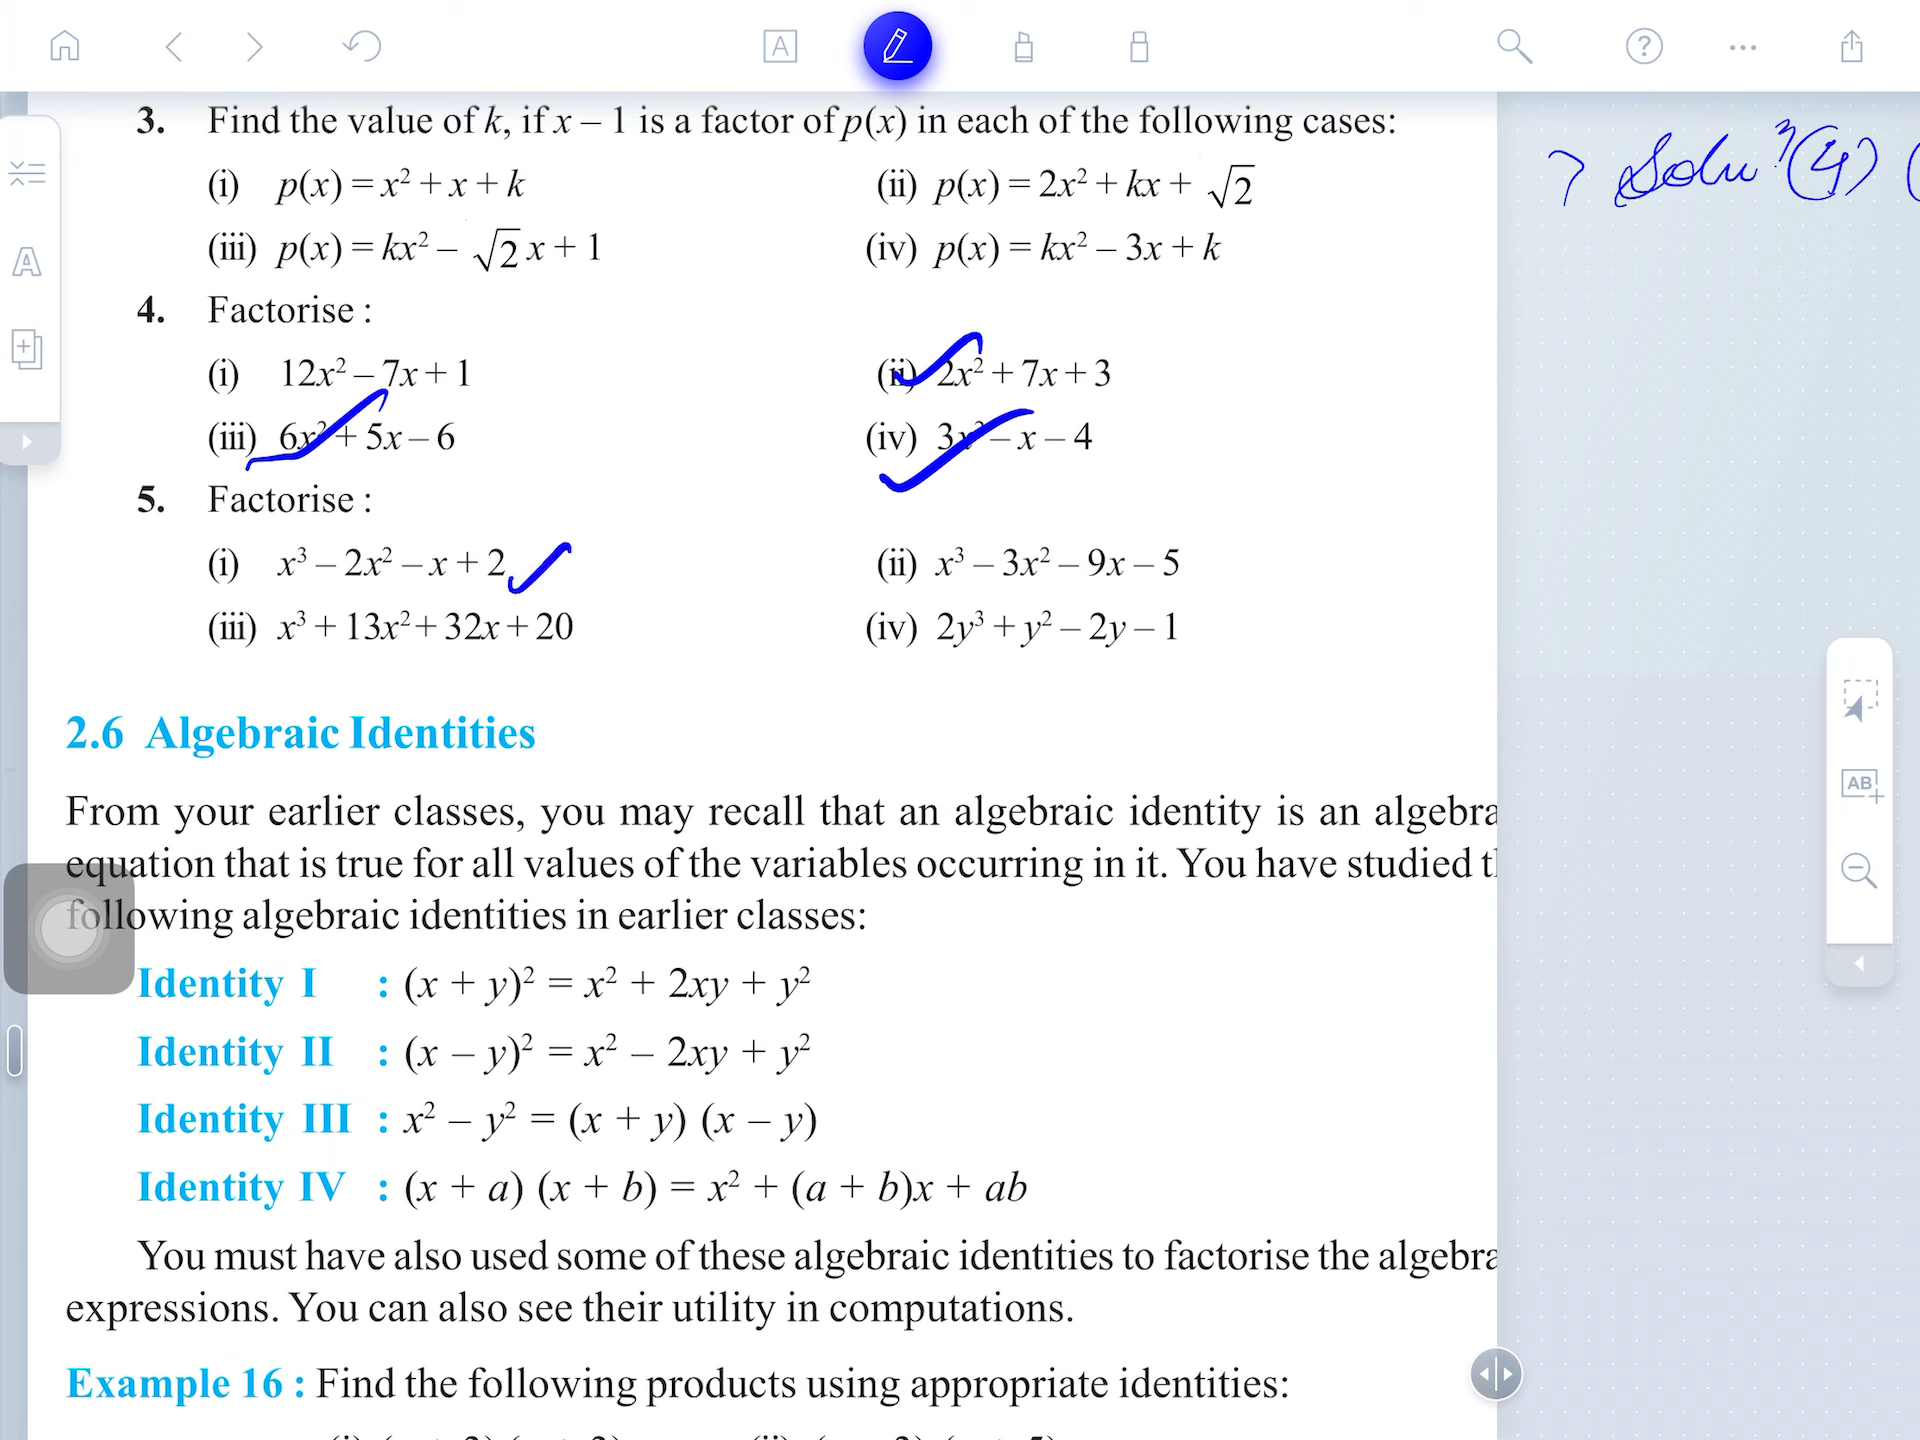 A
3. Find the value of k, if x – 1 is a factor of p(x) in each of the following cases:
(i) p(x) = x² + x + k (ii) p(x) = 2x² + kx + √2
(iii) p(x) = kx² – √2 x + 1 (iv) p(x) = kx² – 3x + k
4. Factorise :
(i) 12x² – 7x + 1 (ii) 2x² + 7x + 3
(iii) 6x² + 5x – 6 (iv) 3x² – x – 4
5. Factorise :
(i) x³ – 2x² – x + 2 (ii) x³ – 3x² – 9x – 5
(iii) x³ + 13x² + 32x + 20 (iv) 2y³ + y² – 2y – 1
2.6 Algebraic Identities
From your earlier classes, you may recall that an algebraic identity is an algebra
equation that is true for all values of the variables occurring in it. You have studied
following algebraic identities in earlier classes:
Identity I : (x + y)² = x² + 2xy + y²
Identity II : (x – y)² = x² – 2xy + y²
Identity III : x² – y² = (x + y) (x – y)
Identity IV : (x + a) (x + b) = x² + (a + b)x + ab
You must have also used some of these algebraic identities to factorise the algebra
expressions. You can also see their utility in computations.
Example 16 : Find the following products using appropriate identities:
Solu (4)
A
AB